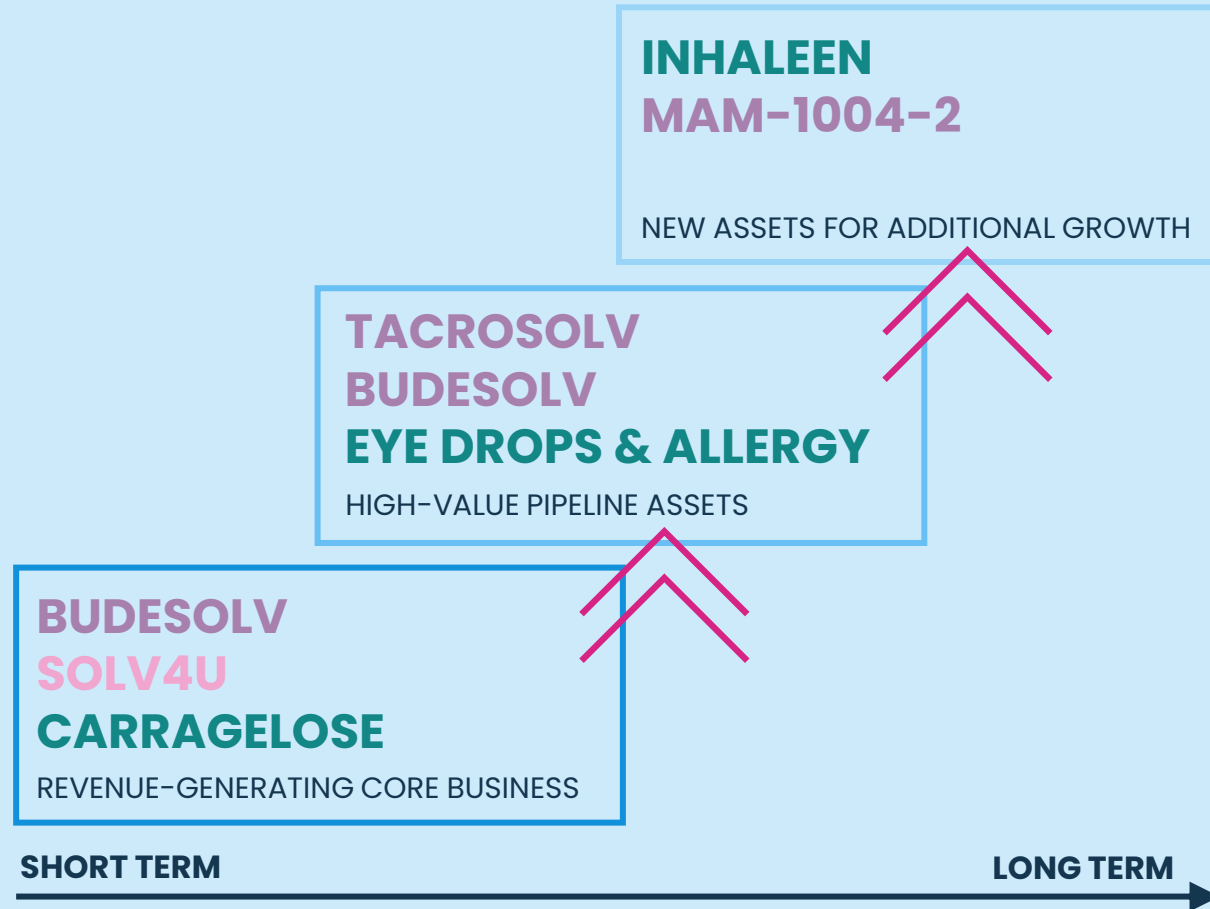 INHALEEN
MAM-1004-2
NEW ASSETS FOR ADDITIONAL GROWTH
TACROSOLV
BUDESOLV
EYE DROPS & ALLERGY
HIGH-VALUE PIPELINE ASSETS
BUDESOLV
SOLV4U
CARRAGELOSE
REVENUE-GENERATING CORE BUSINESS
SHORT TERM
LONG TERM